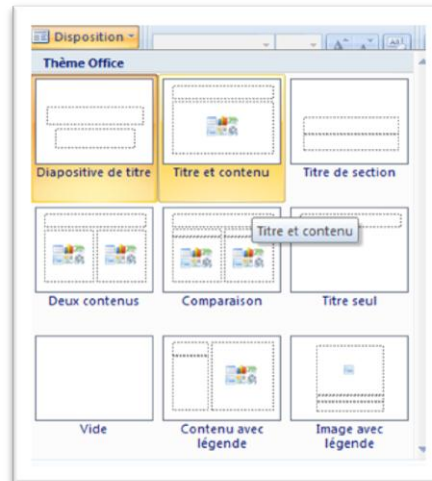 Disposition
Thème Office
Diapositive de titre
Titre et contenu
Titre de section
Titre et contenu
Deux contenus
Comparaison
Titre seul
Vide
Contenu avec
légende
Image avec
légende